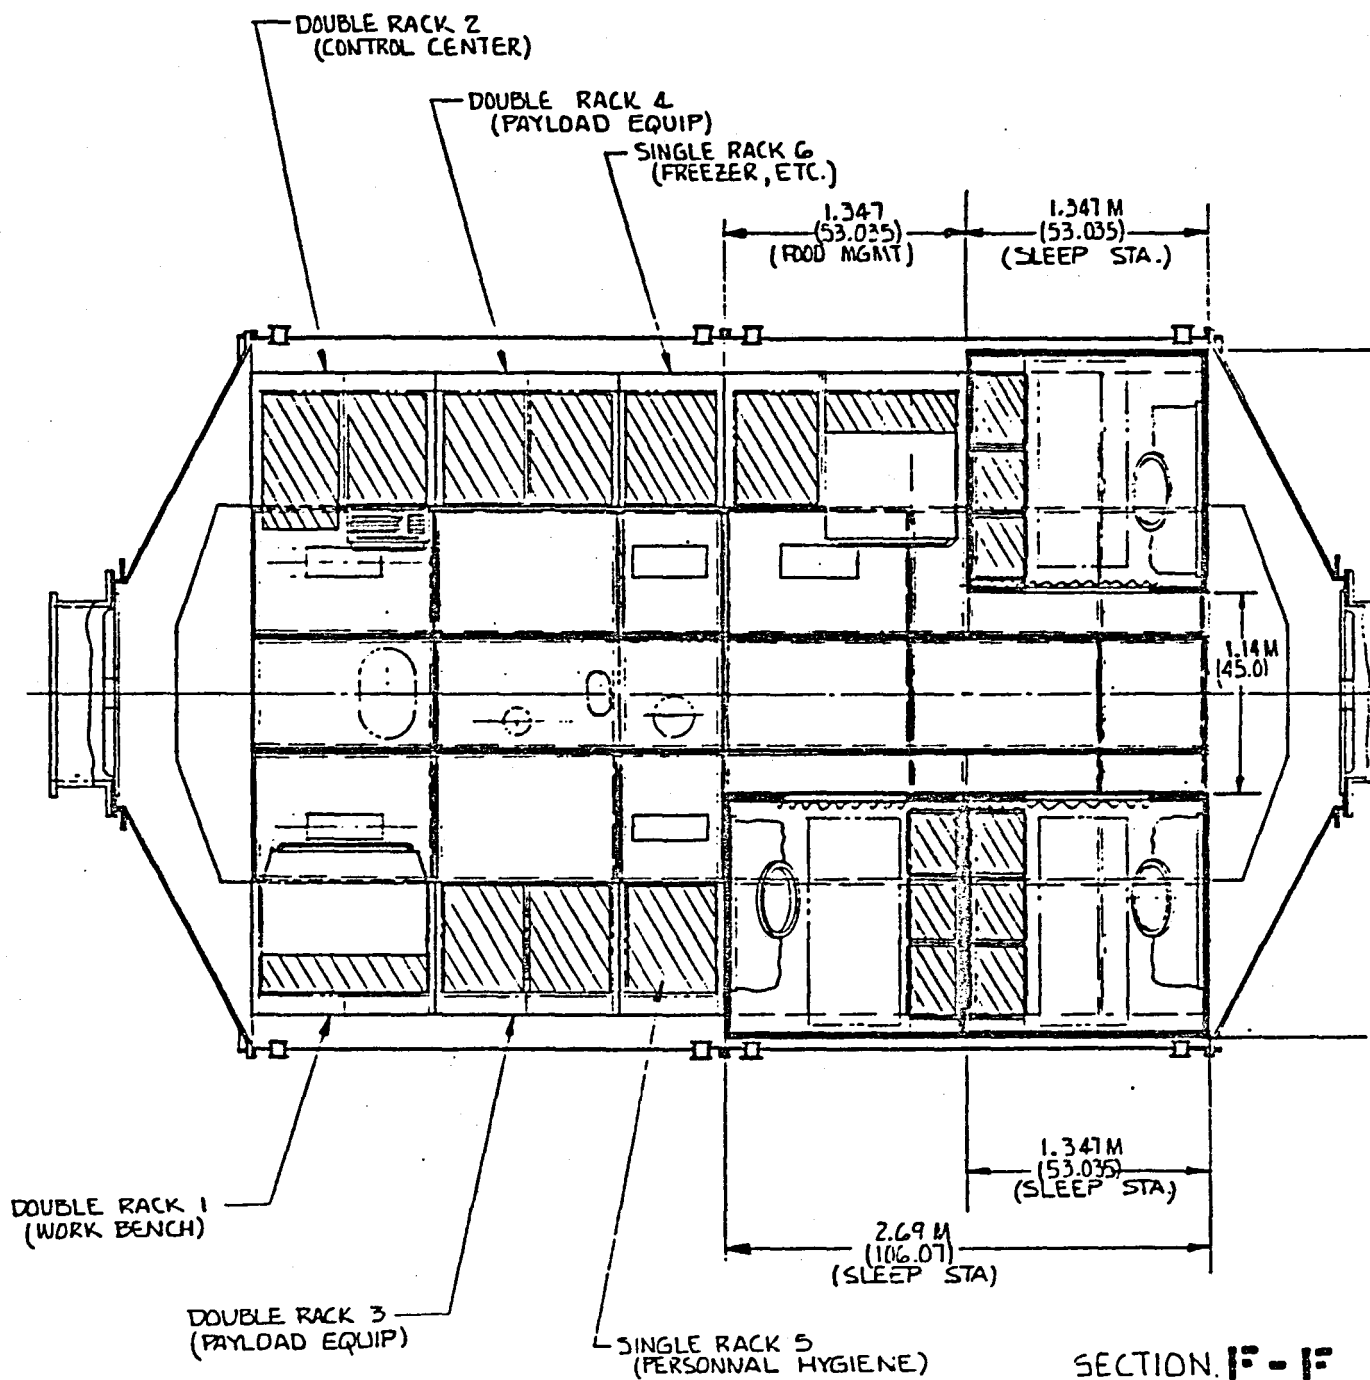 DOUBLE RACK 2
(CONTROL CENTER)
DOUBLE RACK 4
(PAYLOAD EQUIP)
SINGLE RACK 6
(FREEZER, ETC.)
1.347
(53.035)
(FOOD MGMT)
1.347 M
(53.035)
(SLEEP STA.)
1.14 M
(45.0)
1.347 M
(53.035)
(SLEEP STA.)
2.69 M
(106.07)
(SLEEP STA)
DOUBLE RACK 1
(WORK BENCH)
DOUBLE RACK 3
(PAYLOAD EQUIP)
SINGLE RACK 5
(PERSONNAL HYGIENE)
SECTION. F-F